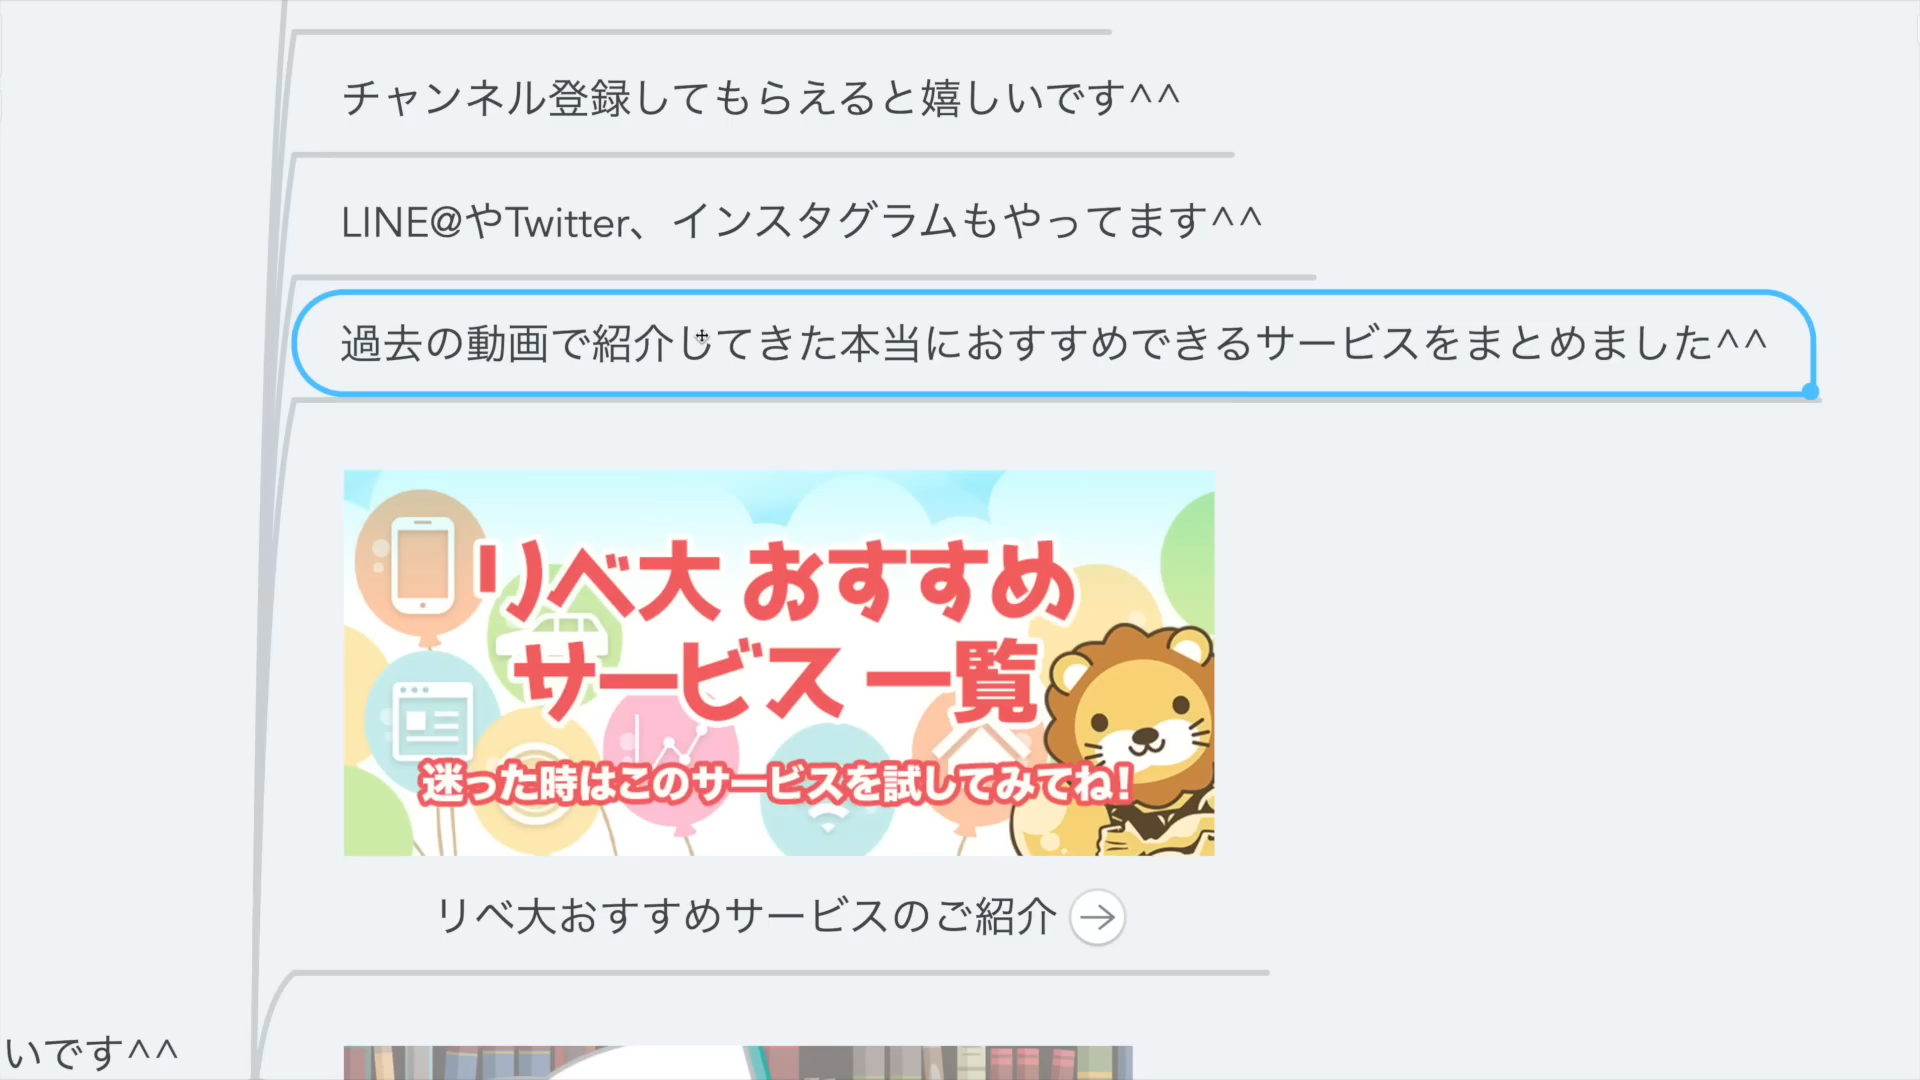 チャンネル登録してもらえると嬉しいです^^
LINE@やTwitter、インスタグラムもやってます^^
過去の動画で紹介してきた本当におすすめできるサービスをまとめました^^
リベ大 おすすめ
サービス 一覧
迷った時はこのサービスを試してみてね!
リベ大おすすめサービスのご紹介
いです^^